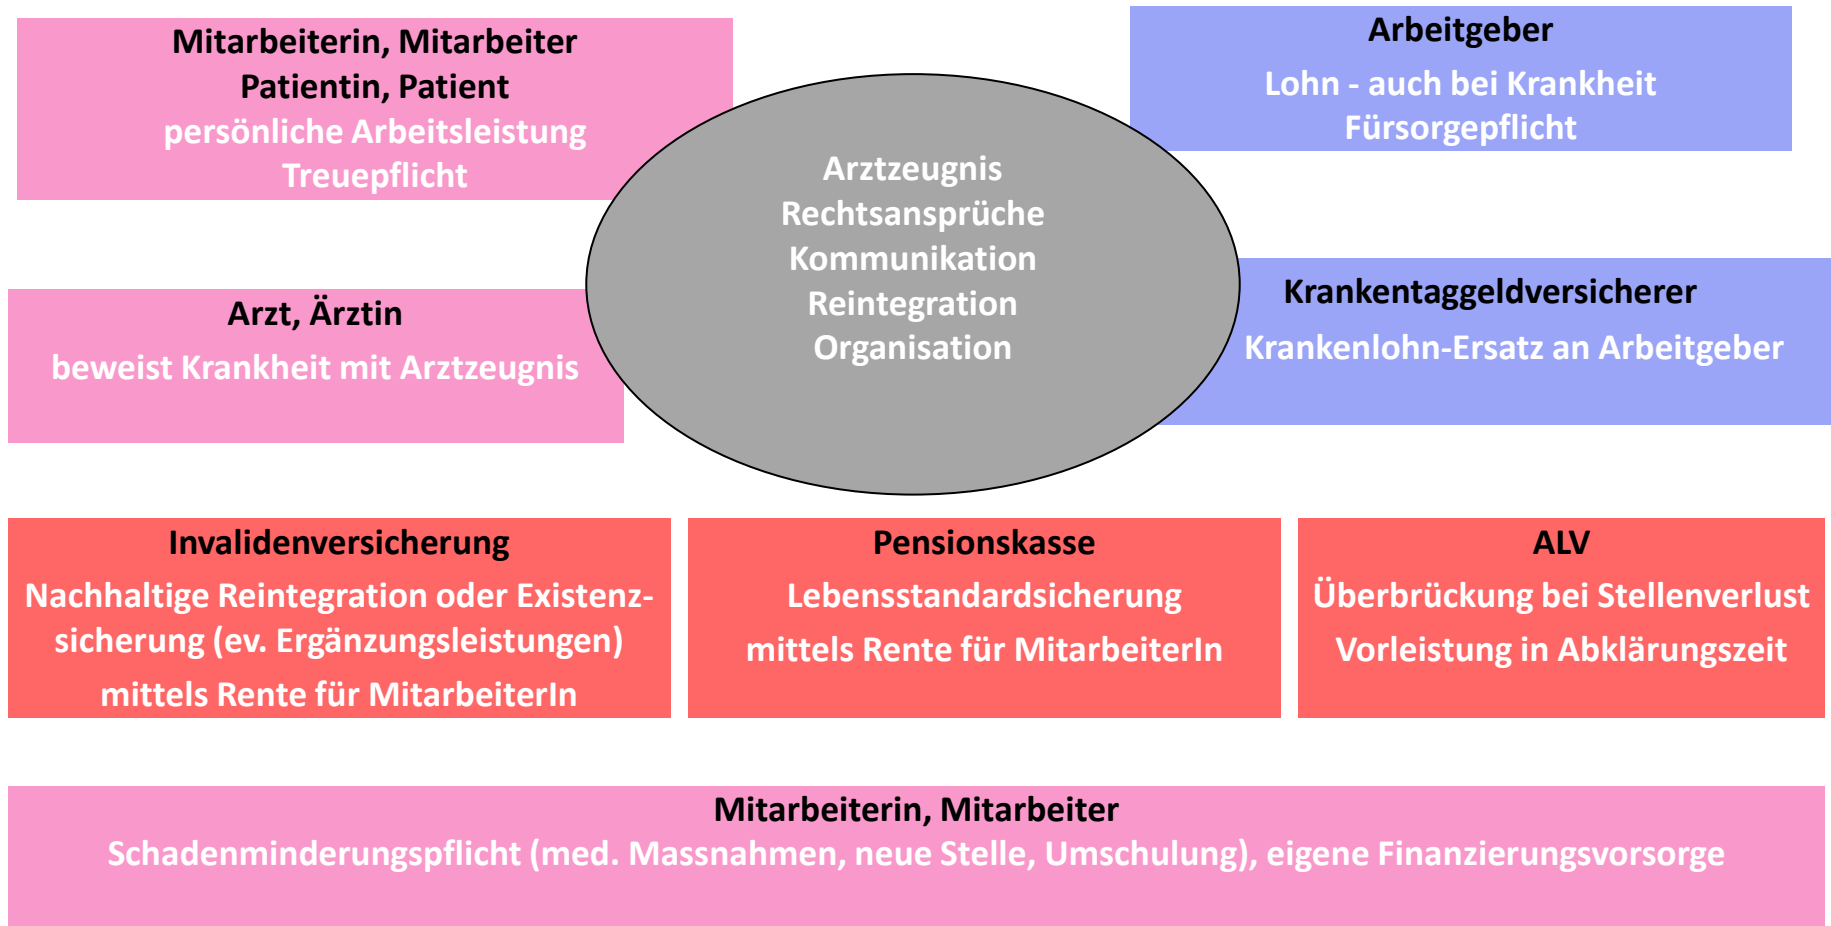 Mitarbeiterin, Mitarbeiter
Patientin, Patient
persönliche Arbeitsleistung
Treuepflicht
Arbeitgeber
Lohn - auch bei Krankheit
Fürsorgepflicht
Arztzeugnis
Rechtsansprüche
Kommunikation
Reintegration
Organisation
Arzt, Ärztin
beweist Krankheit mit Arztzeugnis
Krankentaggeldversicherer
Krankenlohn-Ersatz an Arbeitgeber
Invalidenversicherung
Nachhaltige Reintegration oder Existenz-
sicherung (ev. Ergänzungsleistungen)
mittels Rente für MitarbeiterIn
Pensionskasse
Lebensstandardsicherung
mittels Rente für MitarbeiterIn
ALV
Überbrückung bei Stellenverlust
Vorleistung in Abklärungszeit
Mitarbeiterin, Mitarbeiter
Schadenminderungspflicht (med. Massnahmen, neue Stelle, Umschulung), eigene Finanzierungsvorsorge